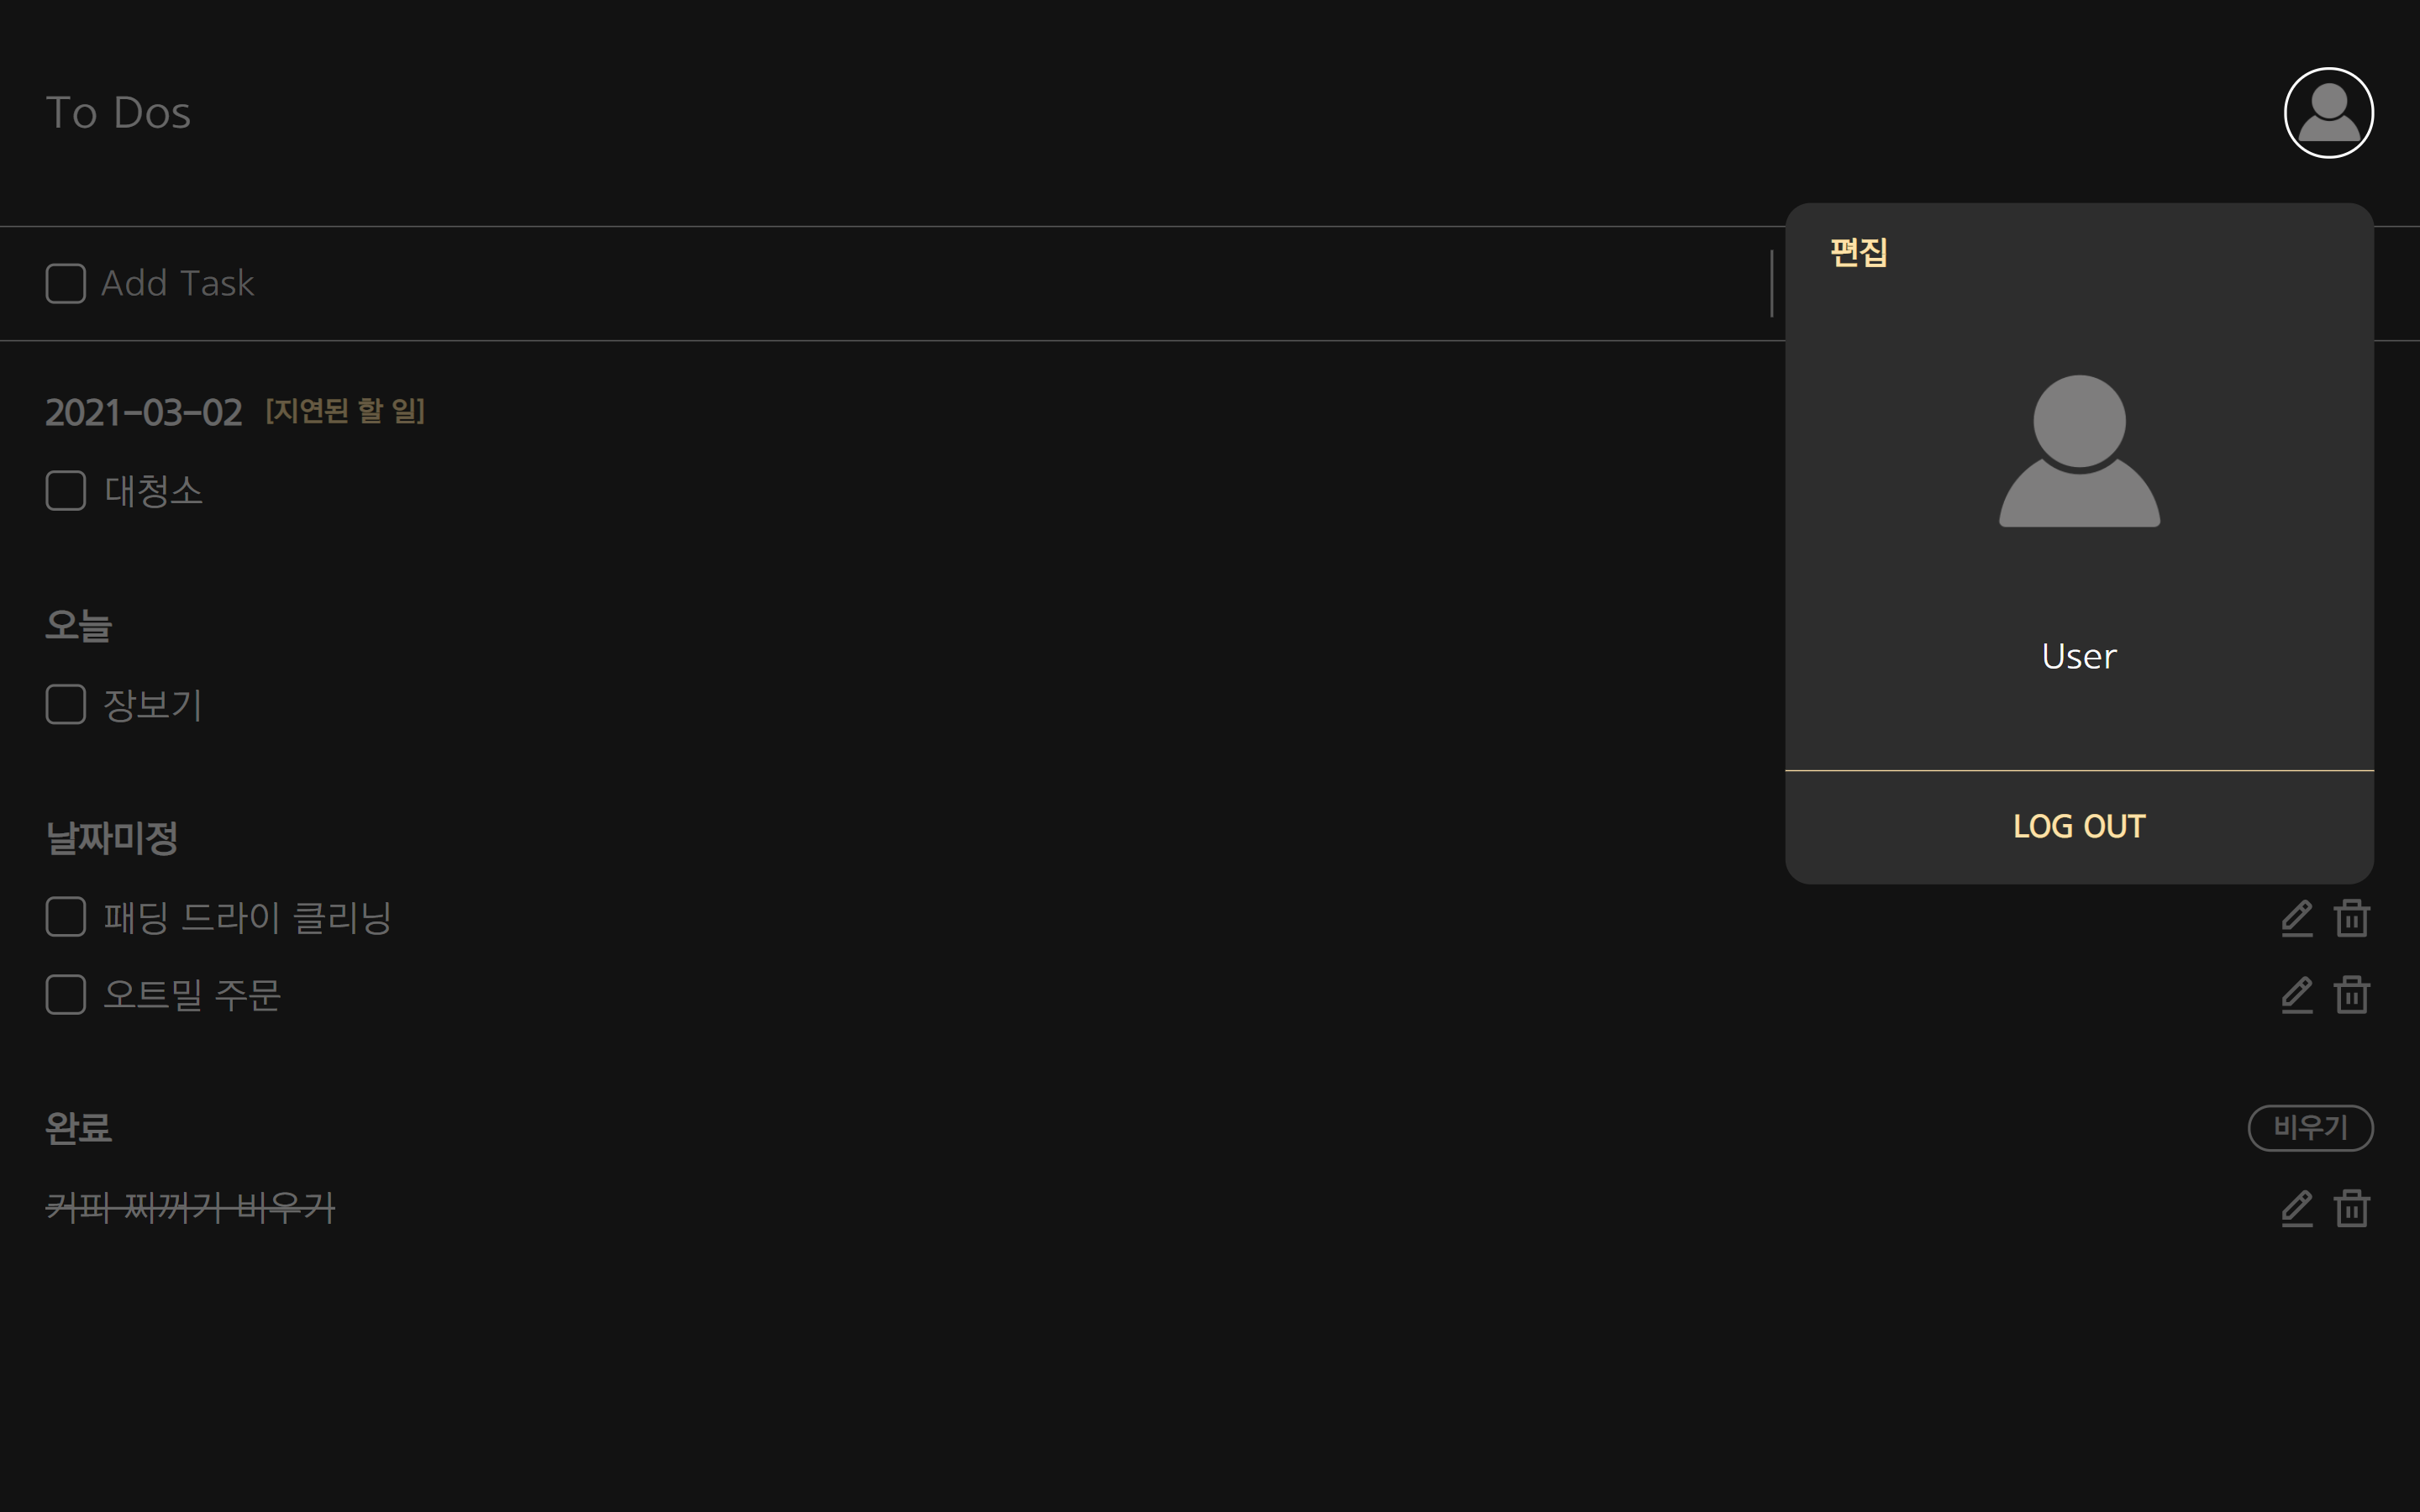 To Dos
Add Task
편집
2021-03-02 [지연된 할 일]
대청소
오늘
User
장보기
날짜미정
LOG OUT
패딩 드라이 클리닝
오트밀 주문
완료
비우기
커피 찌꺼기 비우기